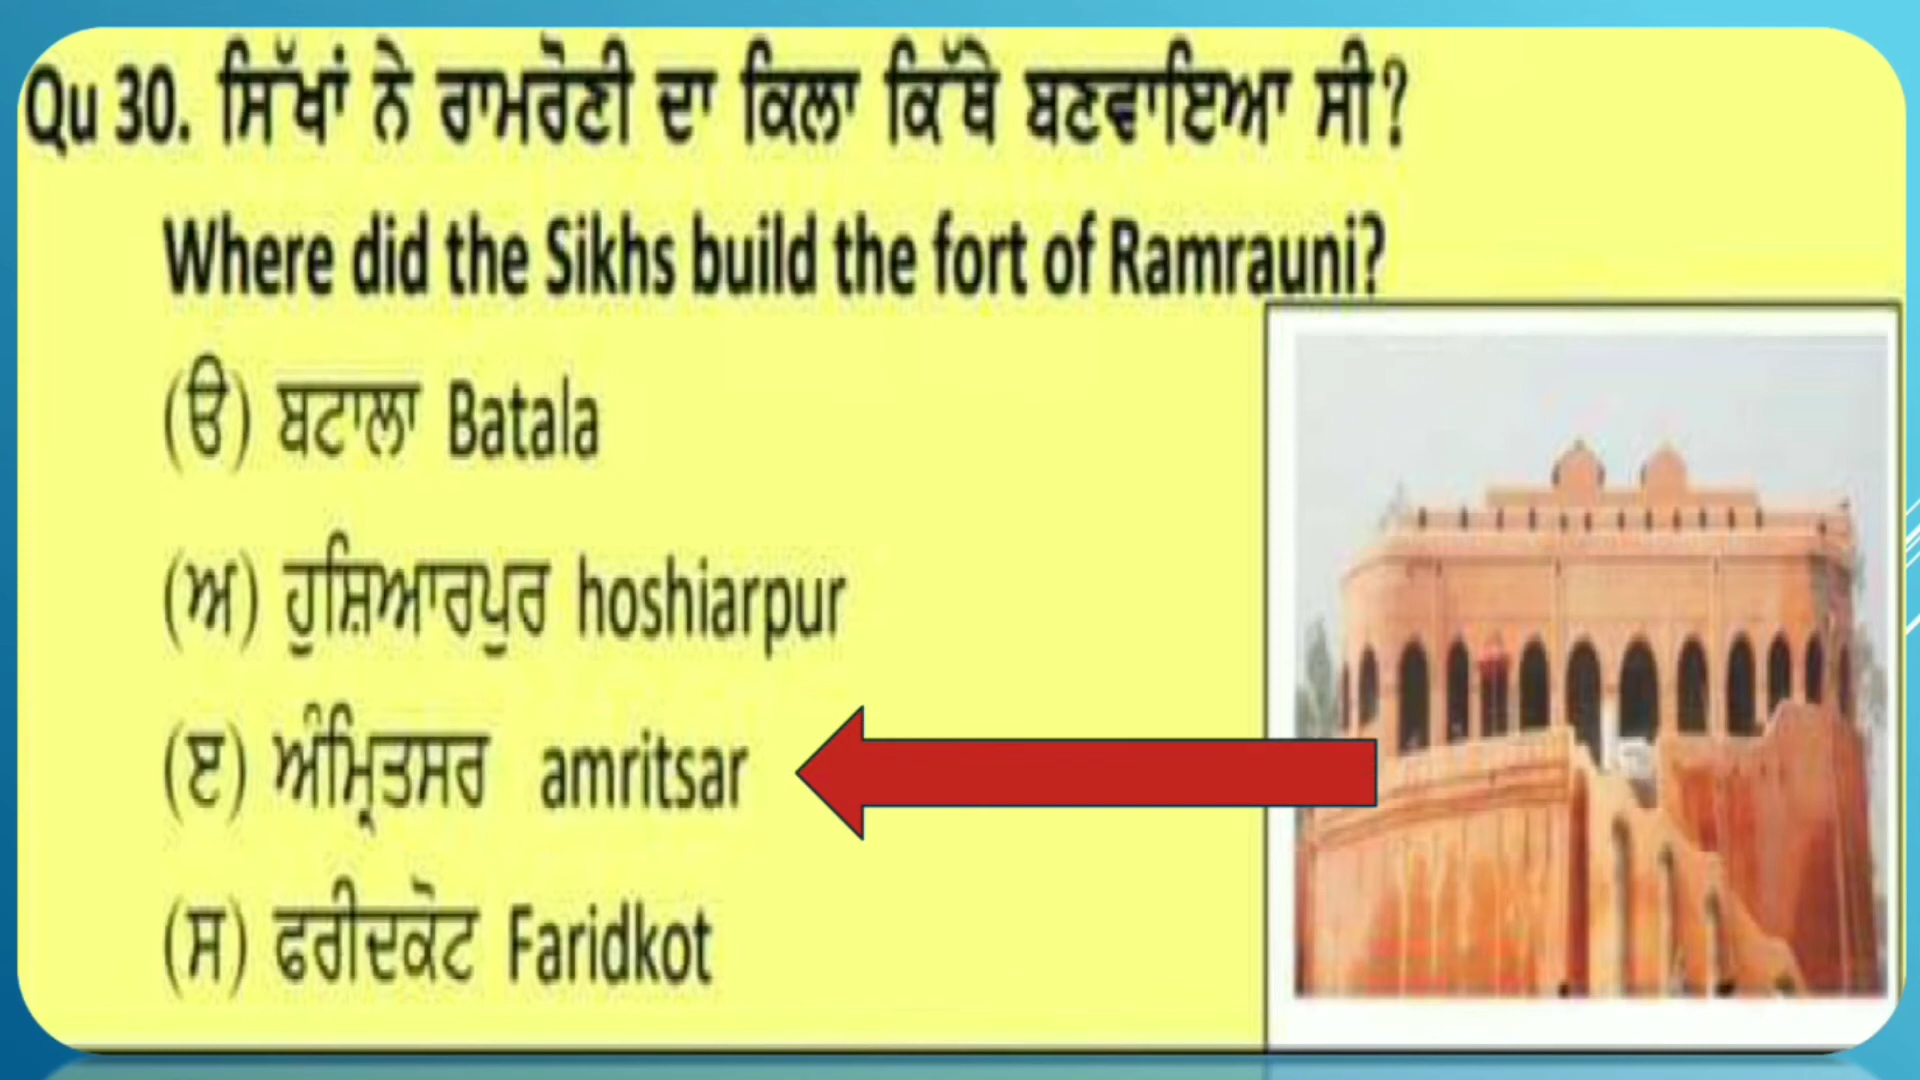 Qu 30. ਸਿੱਖਾਂ ਨੇ ਰਾਮਰੌਣੀ ਦਾ ਕਿਲਾ ਕਿੱਥੇ ਬਣਵਾਇਆ ਸੀ?
Where did the Sikhs build the fort of Ramrauni?
(ੳ) ਬਟਾਲਾ Batala
(ਅ) ਹੁਸ਼ਿਆਰਪੁਰ hoshiarpur
(ੲ) ਅੰਮ੍ਰਿਤਸਰ amritsar
(ਸ) ਫਰੀਦਕੋਟ Faridkot